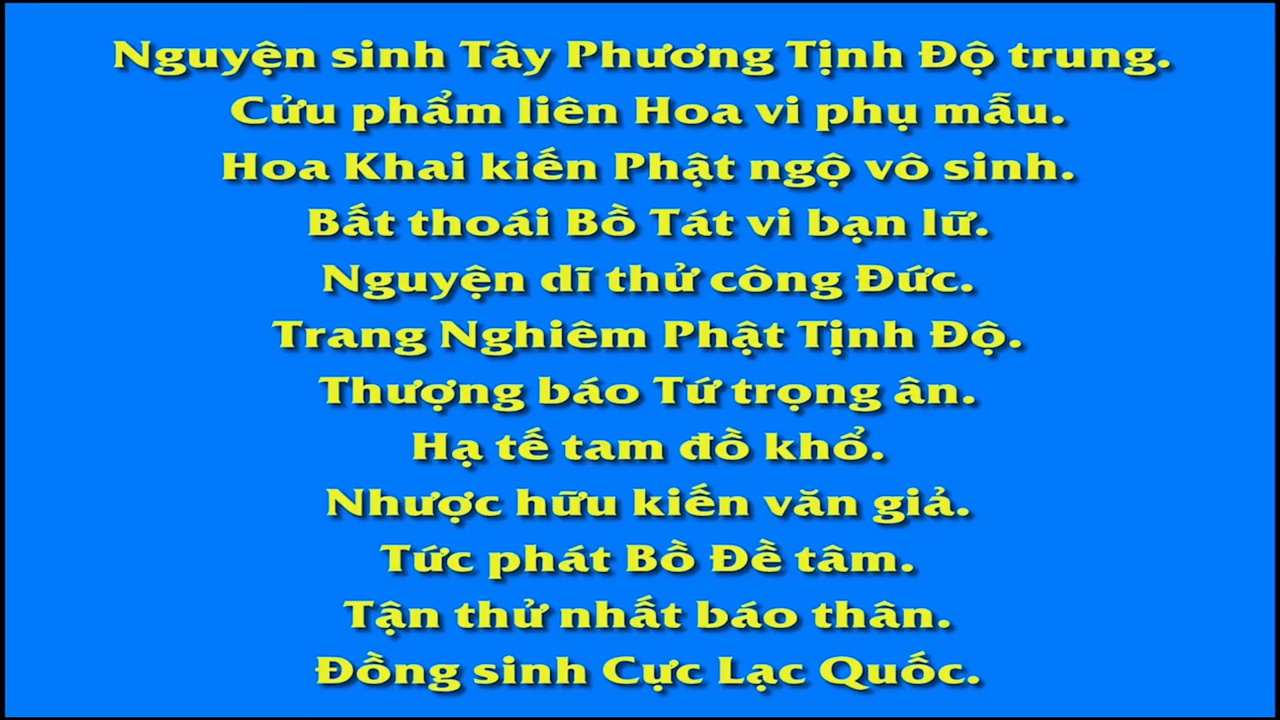 Nguyện sinh Tây Phương Tịnh Độ trung.
Cửu phẩm liên Hoa vi phụ mẫu.
Hoa Khai kiến Phật ngộ vô sinh.
Bất thoái Bồ Tát vi bạn lữ.
Nguyện dĩ thử công Đức.
Trang Nghiêm Phật Tịnh Độ.
Thượng báo Tứ trọng ân.
Hạ tế tam đồ khổ.
Nhược hữu kiến văn giả.
Tức phát Bồ Đề tâm.
Tận thử nhất báo thân.
Đồng sinh Cực Lạc Quốc.